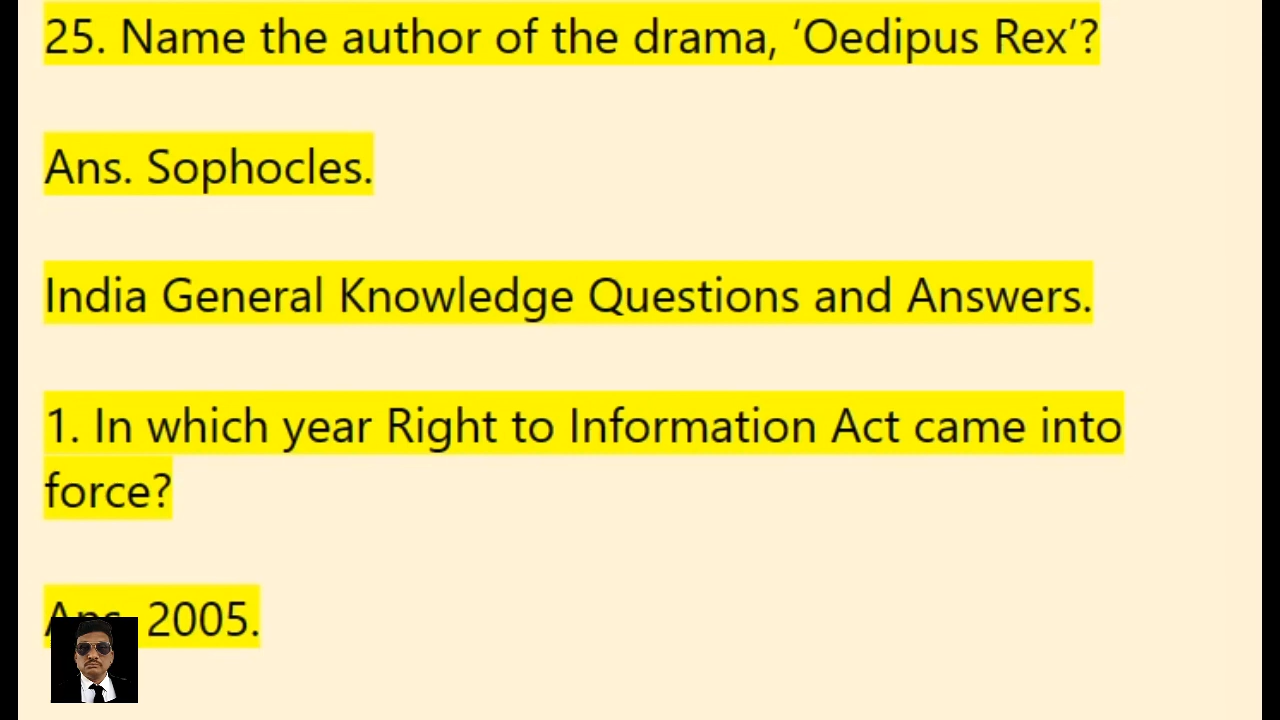 25. Name the author of the drama, ‘Oedipus Rex’?
Ans. Sophocles.
India General Knowledge Questions and Answers.
1. In which year Right to Information Act came into
force?
Ans. 2005.